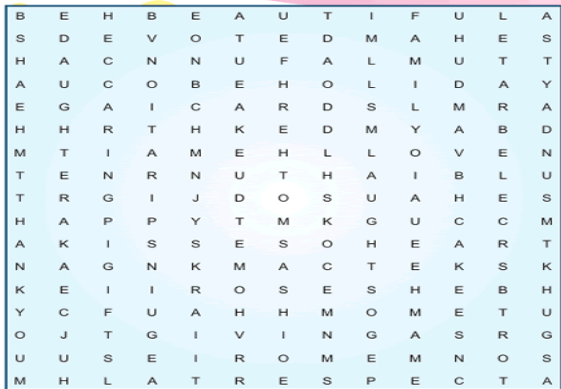 B E H B E A U T I F U L A
S D E V O T E D M A H E S
H A C N N U F A L M U T T
A U C O B E H O L I D A Y
E G A I C A R D S L M R A
H H R T H K E D M Y A B D
M T I A M E H L L O V E N
T E N R N U T H A I B L U
T R G I J D O S U A H E S
H A P P Y T M K G U C C M
A K I S S E S O H E A R T
N A G N K M A C T E K S K
K E I I R O S E S H E B H
Y C F U A H H M O M E T U
O J T G I V I N G A S R G
U U S E I R O M E M N O S
M H L A T R E S P E C T A